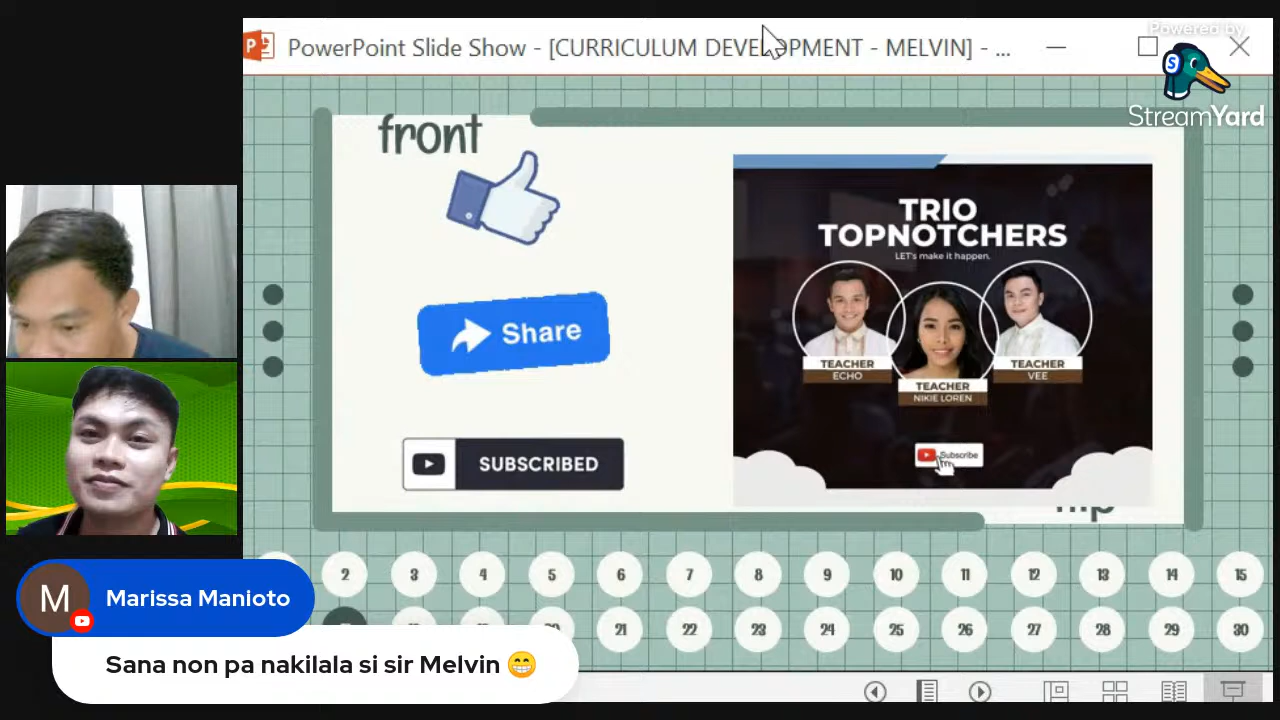 PowerPoint Slide Show - [CURRICULUM DEVELOPMENT - MELVIN] - ...
Powered by
StreamYard
front
Share
SUBSCRIBED
TRIO
TOPNOTCHERS
LET's make it happen.
TEACHER
ECHO
TEACHER
NIKIE LOREN
TEACHER
VEE
Subscribe
2 3 4 5 6 7 8 9 10 11 12 13 14 15
21 22 23 24 25 26 27 28 29 30
M
Marissa Manioto
Sana non pa nakilala si sir Melvin 😁